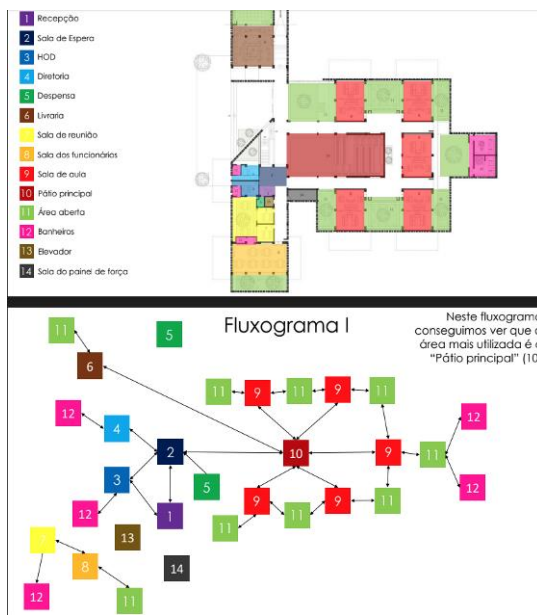 1 Recepção
2 Sala de Espera
3 HOD
4 Diretoria
5 Despensa
6 Livraria
7 Sala de reunião
8 Sala dos funcionários
9 Sala de aula
10 Pátio principal
11 Área aberta
12 Banheiros
13 Elevador
14 Sala do painei de força
Fluxograma I
Neste fluxograma
conseguimos ver que a
área mais utilizada é o
"Pátio principal" (10
11
5
6
11 9 11 9 11
12 4
12
2 10 9 11
3 5
12
12 1
9 11 9 11
11
13
7
8 14
12 11